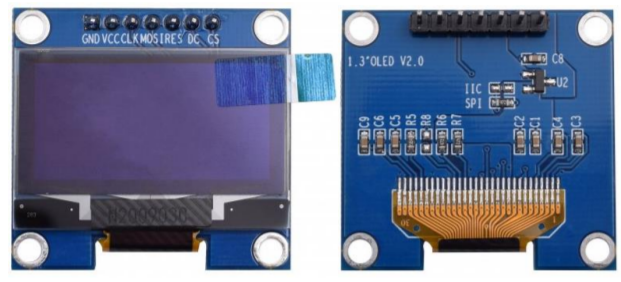 GND VCC CLK MOSI RES DC CS
1.3"OLED V2.0
C8
U2
IIC
SPI
C9 C6 C5 R5 R8 R6 R7 C2 C1 C4 C3